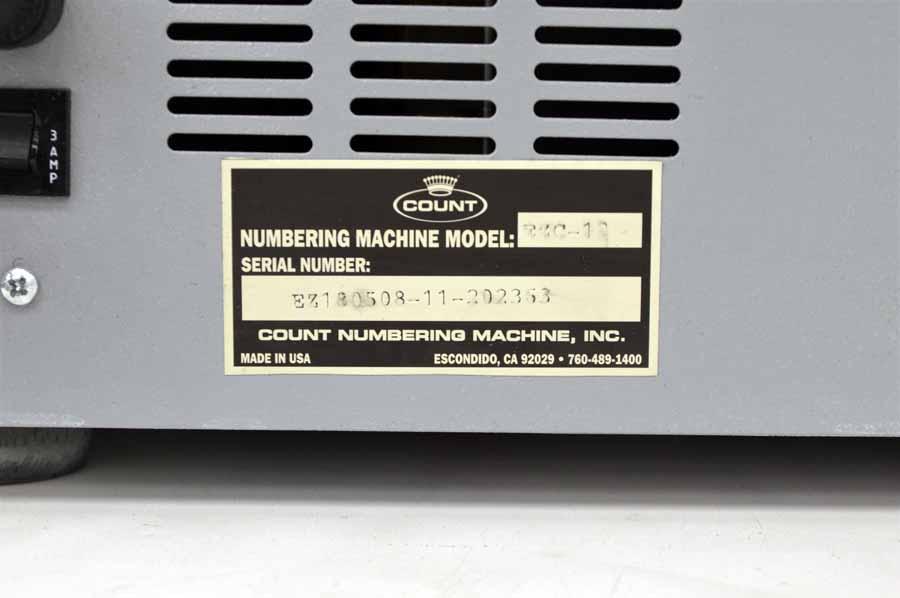 3 AMP
COUNT
NUMBERING MACHINE MODEL:
SERIAL NUMBER:
EZ180508-11-202353
COUNT NUMBERING MACHINE, INC.
MADE IN USA ESCONDIDO, CA 92029 • 760-489-1400